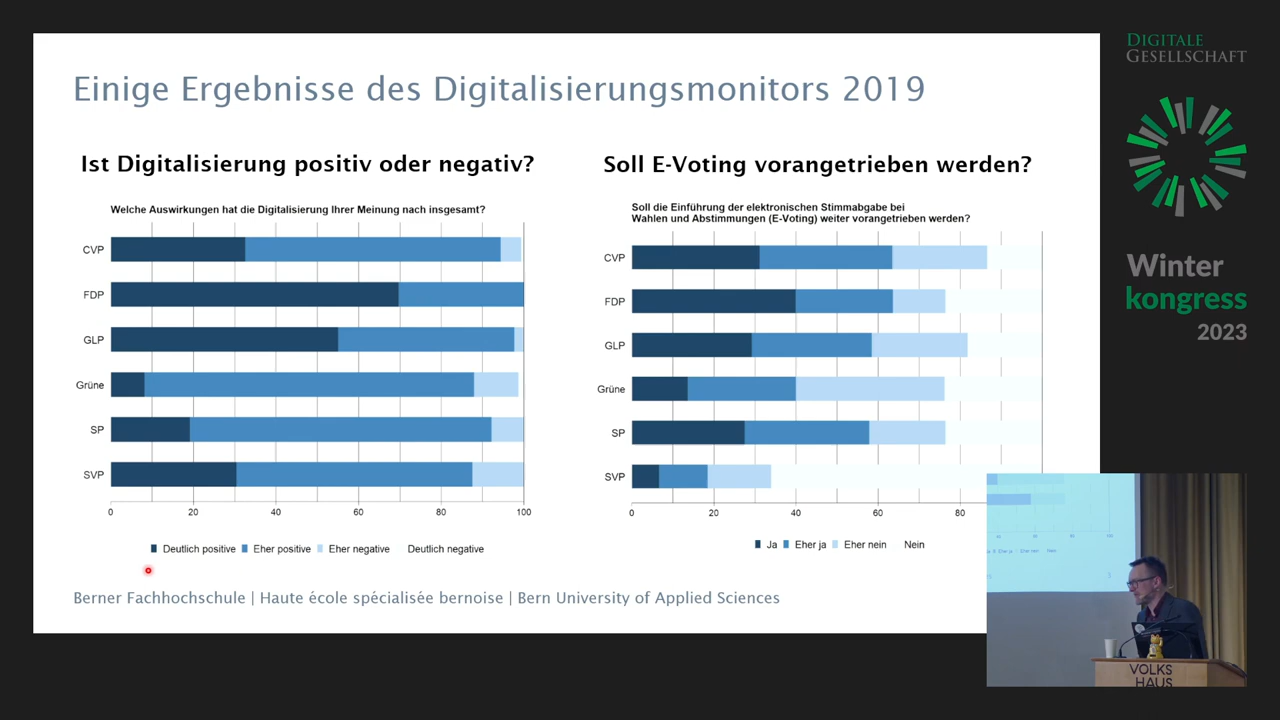 Einige Ergebnisse des Digitalisierungsmonitors 2019
Ist Digitalisierung positiv oder negativ?
Welche Auswirkungen hat die Digitalisierung Ihrer Meinung nach insgesamt?
CVP
FDP
GLP
Grüne
SP
SVP
0 20 40 60 80 100
Deutlich positive Eher positive Eher negative Deutlich negative
Soll E-Voting vorangetrieben werden?
Soll die Einführung der elektronischen Stimmabgabe bei
Wahlen und Abstimmungen (E-Voting) weiter vorangetrieben werden?
CVP
FDP
GLP
Grüne
SP
SVP
0 20 40 60 80
Ja Eher ja Eher nein Nein
Berner Fachhochschule | Haute école spécialisée bernoise | Bern University of Applied Sciences
DIGITALE
GESELLSCHAFT
Winter
kongress
2023
VOLKS
HAUS